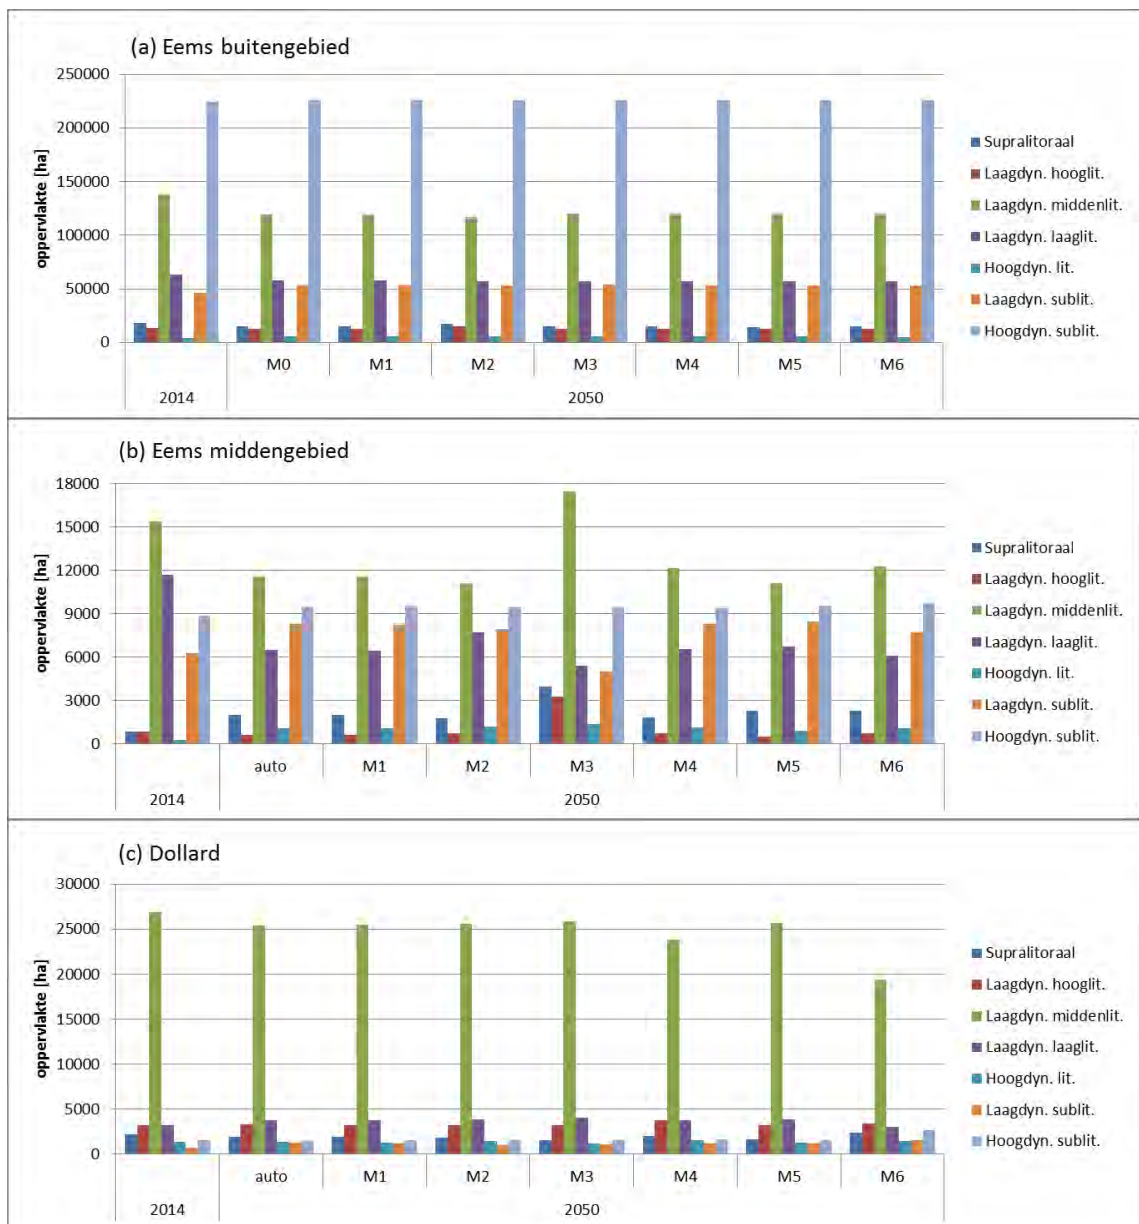 (a) Eems buitengebied
oppervlakte [ha]
250000
200000
150000
100000
50000
0
M0 M1 M2 M3 M4 M5 M6
2014 2050
Supralitoraal
Laagdyn. hooglit.
Laagdyn. middenlit.
Laagdyn. laaglit.
Hoogdyn. lit.
Laagdyn. sublit.
Hoogdyn. sublit.
(b) Eems middengebied
oppervlakte [ha]
18000
15000
12000
9000
6000
3000
0
auto M1 M2 M3 M4 M5 M6
2014 2050
Supralitoraal
Laagdyn. hooglit.
Laagdyn. middenlit.
Laagdyn. laaglit.
Hoogdyn. lit.
Laagdyn. sublit.
Hoogdyn. sublit.
(c) Dollard
oppervlakte [ha]
30000
25000
20000
15000
10000
5000
0
auto M1 M2 M3 M4 M5 M6
2014 2050
Supralitoraal
Laagdyn. hooglit.
Laagdyn. middenlit.
Laagdyn. laaglit.
Hoogdyn. lit.
Laagdyn. sublit.
Hoogdyn. sublit.